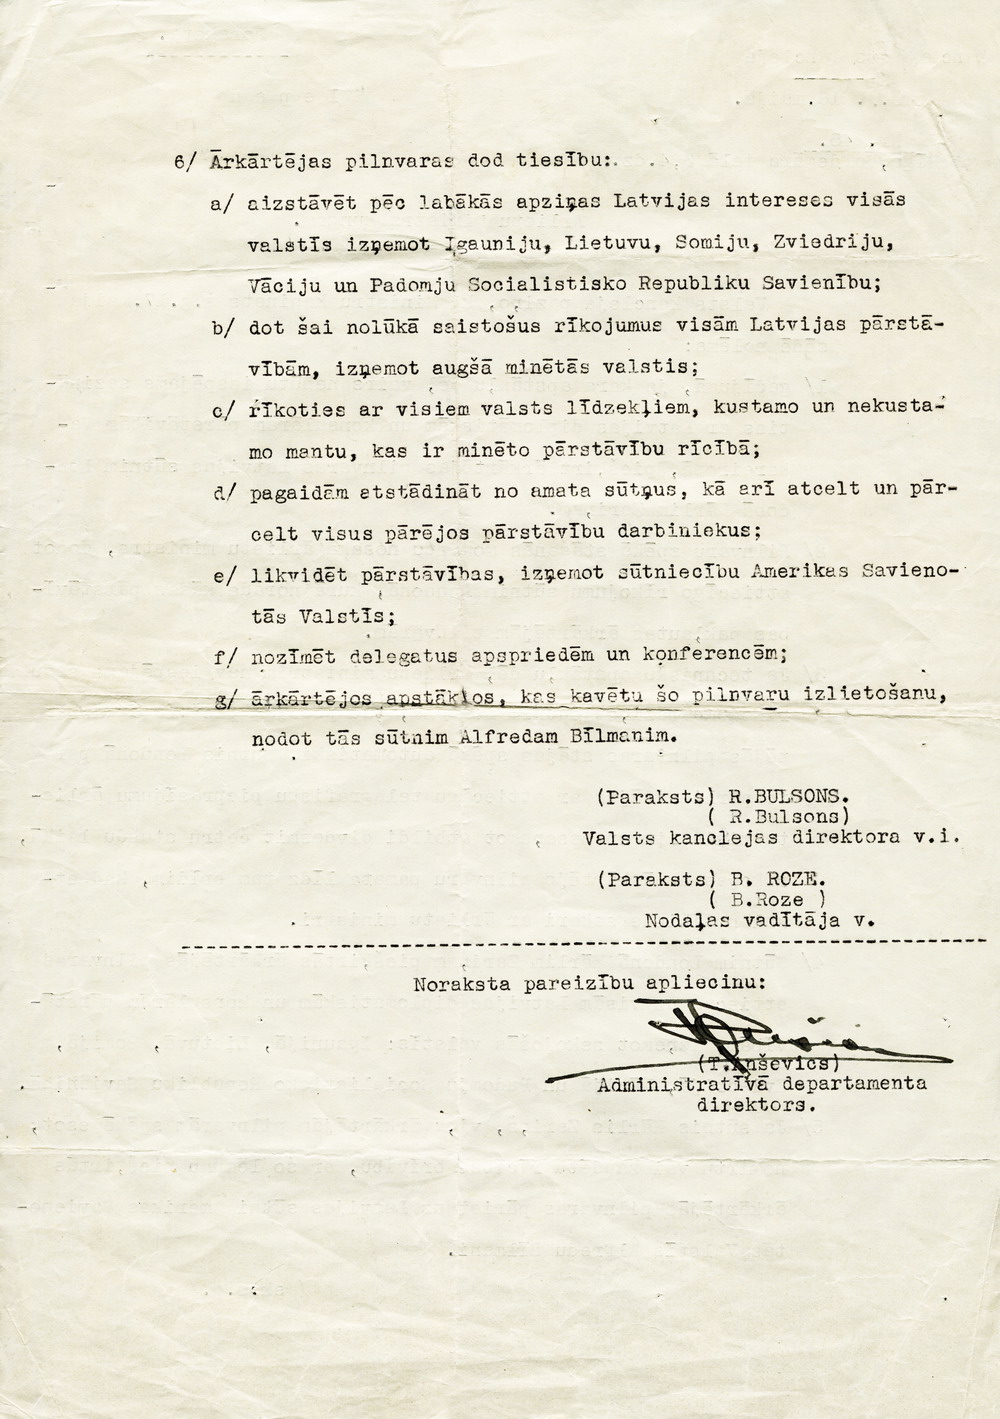 6/ Ārkārtējas pilnvaras dod tiesību:
a/ aizstāvēt pēc labākās apziņas Latvijas intereses visās
valstīs izņemot Igauniju, Lietuvu, Somiju, Zviedriju,
Vāciju un Padomju Socialistisko Republiku Savienību;
b/ dot šai nolūkā saistošus rīkojumus visām Latvijas pārstā-
vībām, izņemot augšā minētās valstis;
c/ rīkoties ar visiem valsts līdzekļiem, kustamo un nekusta-
mo mantu, kas ir minēto pārstāvību rīcībā;
d/ pagaidām atstādināt no amata sūtņus, kā arī atcelt un pār-
celt visus pārējos pārstāvību darbiniekus;
e/ likvidēt pārstāvības, izņemot sūtniecību Amerikas Savieno-
tās Valstīs;
f/ nozīmēt delegatus apspriedēm un konferencēm;
g/ ārkārtējos apstākļos, kas kavētu šo pilnvaru izlietošanu,
nodot tās sūtnim Alfredam Bīlmanim.
(Paraksts) R.BULSONS.
( R.Bulsons)
Valsts kanclejas direktora v.i.
(Paraksts) B. ROZE.
( B.Roze )
Nodaļas vadītāja v.
Noraksta pareizību apliecinu:
(T.Anševics)
Administratīvā departamenta
direktors.